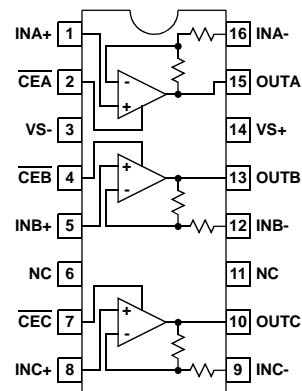 INA+ 1 16 INA-
CEA 2 15 OUTA
VS- 3 14 VS+
CEB 4 13 OUTB
INB+ 5 12 INB-
NC 6 11 NC
CEC 7 10 OUTC
INC+ 8 9 INC-
-
+
+
-
+
-